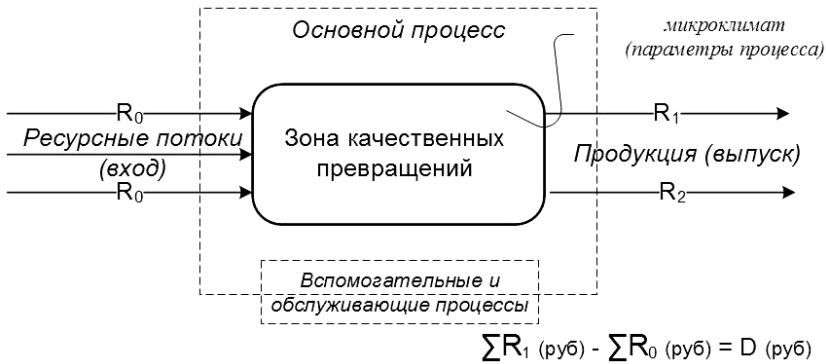 Основной процесс
микроклимат
(параметры процесса)
R₀
R₁
Ресурсные потоки
(вход)
Зона качественных
превращений
Продукция (выпуск)
R₀
R₂
Вспомогательные и
обслуживающие процессы
∑R₁ (руб) - ∑R₀ (руб) = D (руб)